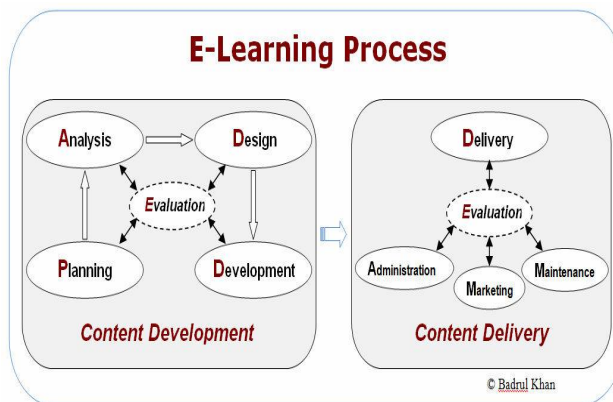 E-Learning Process
Analysis
Design
Evaluation
Planning
Development
Content Development
Delivery
Evaluation
Administration
Marketing
Maintenance
Content Delivery
© Badrul Khan